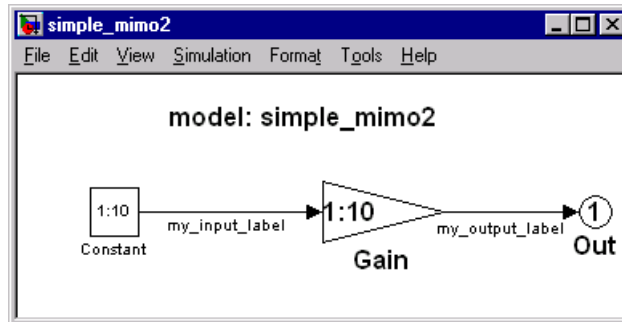 simple_mimo2
File Edit View Simulation Format Tools Help
model: simple_mimo2
1:10
my_input_label
Constant
1:10
Gain
my_output_label
1
Out